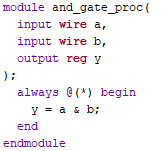 module and_gate_proc(
  input wire a,
  input wire b,
  output reg y
);
  always @(*) begin
    y = a & b;
  end
endmodule